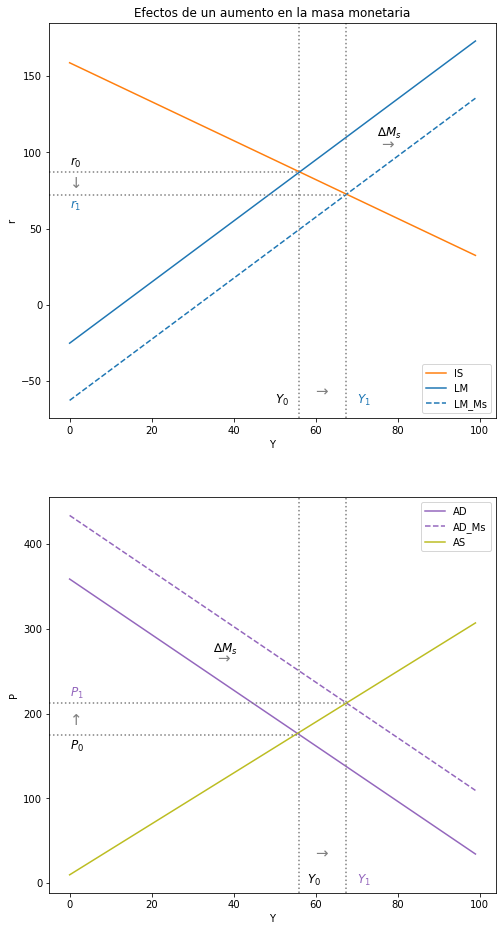 Efectos de un aumento en la masa monetaria
150
100
50
0
−50
r
r₀
↓
r₁
ΔMₛ
→
→
Y₀
Y₁
IS
LM
LM_Ms
0
20
40
60
80
100
Y
400
300
200
100
0
P
AD
AD_Ms
AS
ΔMₛ
→
P₁
↑
P₀
→
Y₀
Y₁
0
20
40
60
80
100
Y